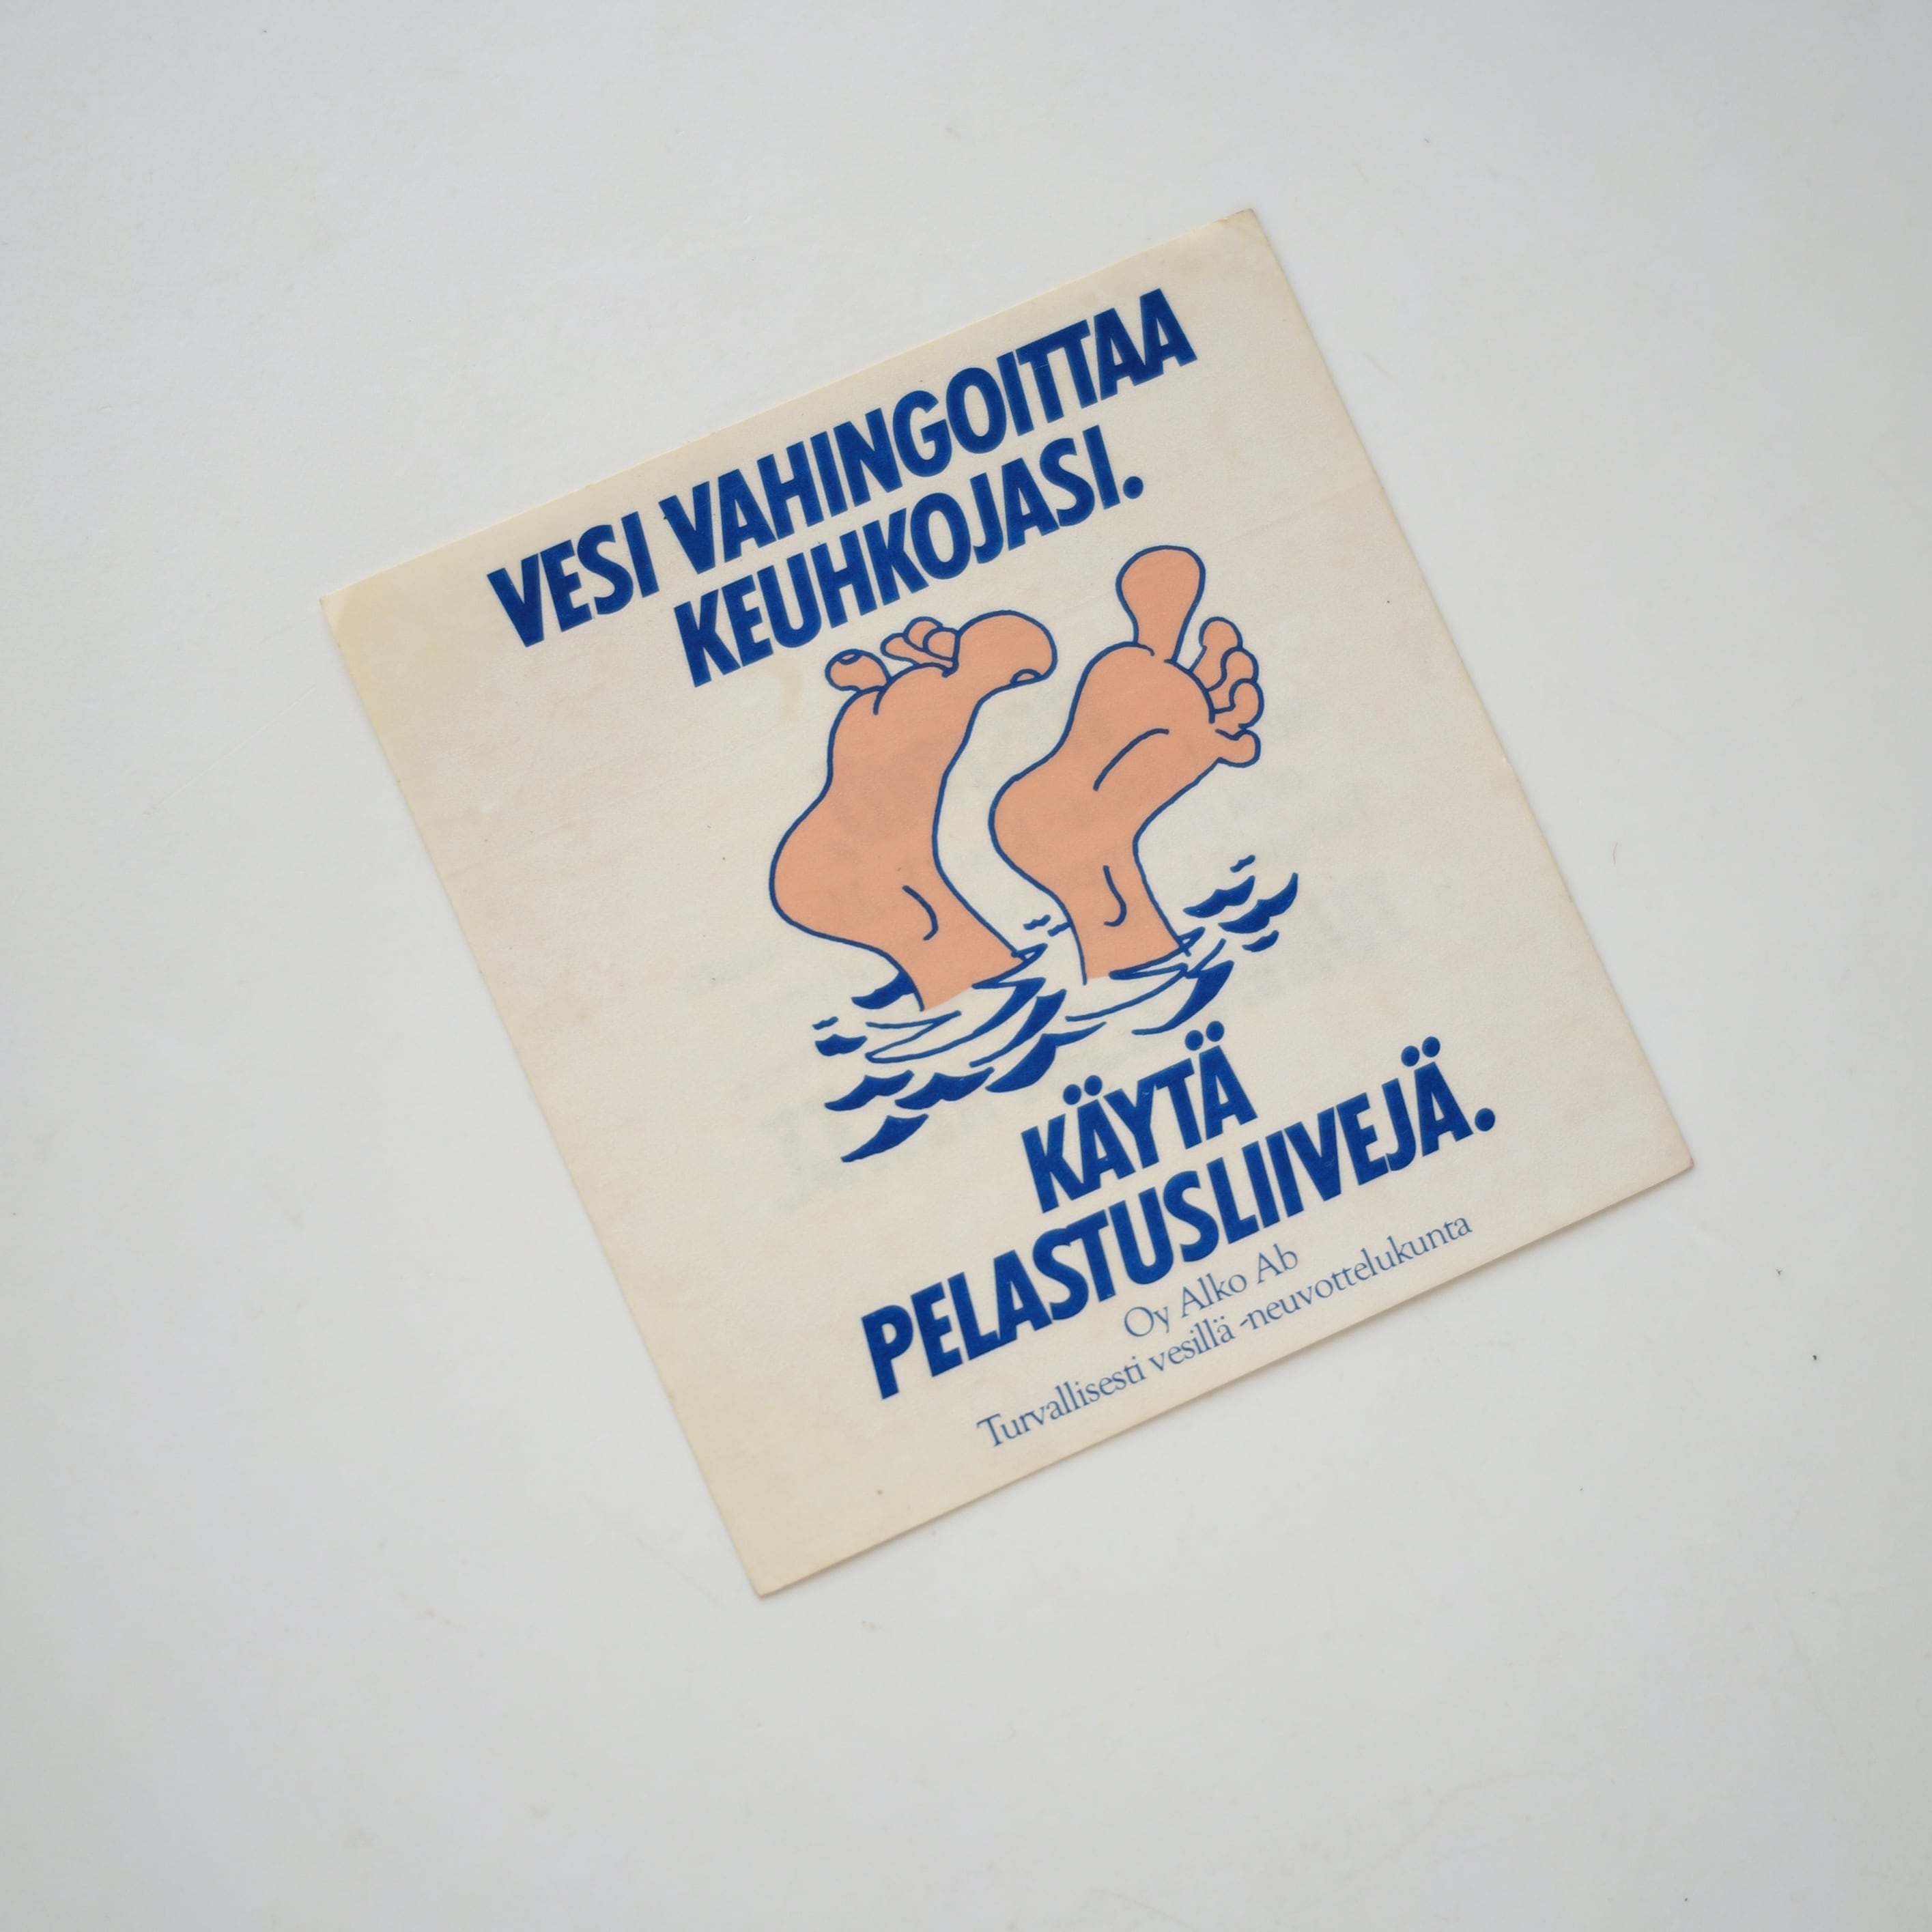 VESI VAHINGOITTAA
KEUHKOJASI.
KÄYTÄ
PELASTUSLIIVEJÄ.
Oy Alko Ab
Turvallisesti vesillä -neuvottelukunta